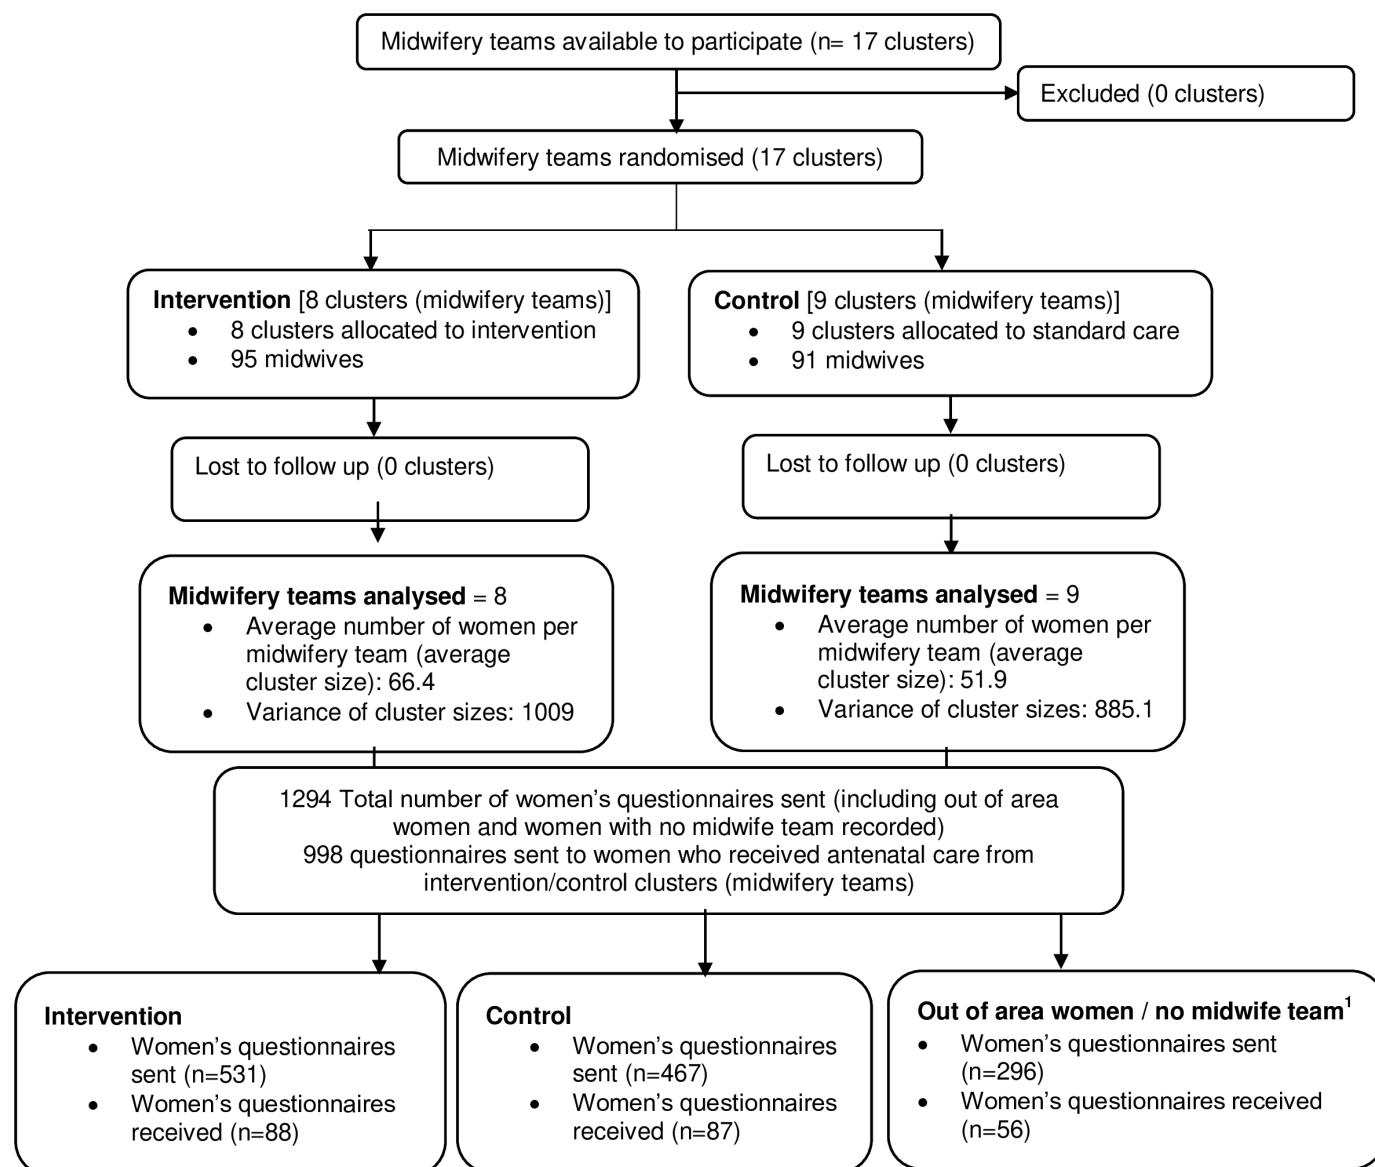 Midwifery teams available to participate (n= 17 clusters)
Excluded (0 clusters)
Midwifery teams randomised (17 clusters)
Intervention [8 clusters (midwifery teams)]
• 8 clusters allocated to intervention
• 95 midwives
Control [9 clusters (midwifery teams)]
• 9 clusters allocated to standard care
• 91 midwives
Lost to follow up (0 clusters)
Lost to follow up (0 clusters)
Midwifery teams analysed = 8
• Average number of women per
midwifery team (average
cluster size): 66.4
• Variance of cluster sizes: 1009
Midwifery teams analysed = 9
• Average number of women per
midwifery team (average
cluster size): 51.9
• Variance of cluster sizes: 885.1
1294 Total number of women’s questionnaires sent (including out of area
women and women with no midwife team recorded)
998 questionnaires sent to women who received antenatal care from
intervention/control clusters (midwifery teams)
Intervention
• Women’s questionnaires
sent (n=531)
• Women’s questionnaires
received (n=88)
Control
• Women’s questionnaires
sent (n=467)
• Women’s questionnaires
received (n=87)
Out of area women / no midwife team¹
• Women’s questionnaires sent
(n=296)
• Women’s questionnaires received
(n=56)